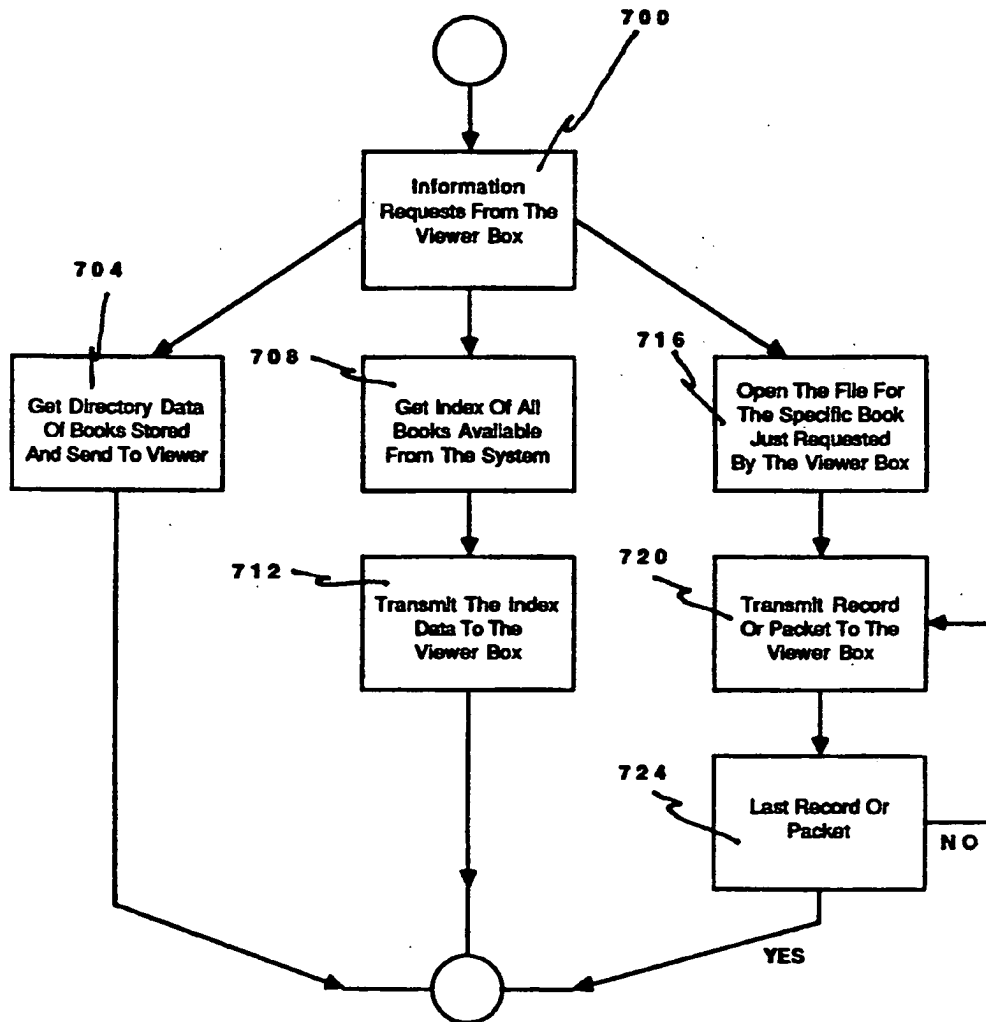 700
Information
Requests From The
Viewer Box
704
Get Directory Data
Of Books Stored
And Send To Viewer
708
Get Index Of All
Books Available
From The System
716
Open The File For
The Specific Book
Just Requested
By The Viewer Box
712
Transmit The Index
Data To The
Viewer Box
720
Transmit Record
Or Packet To The
Viewer Box
724
Last Record Or
Packet
NO
YES